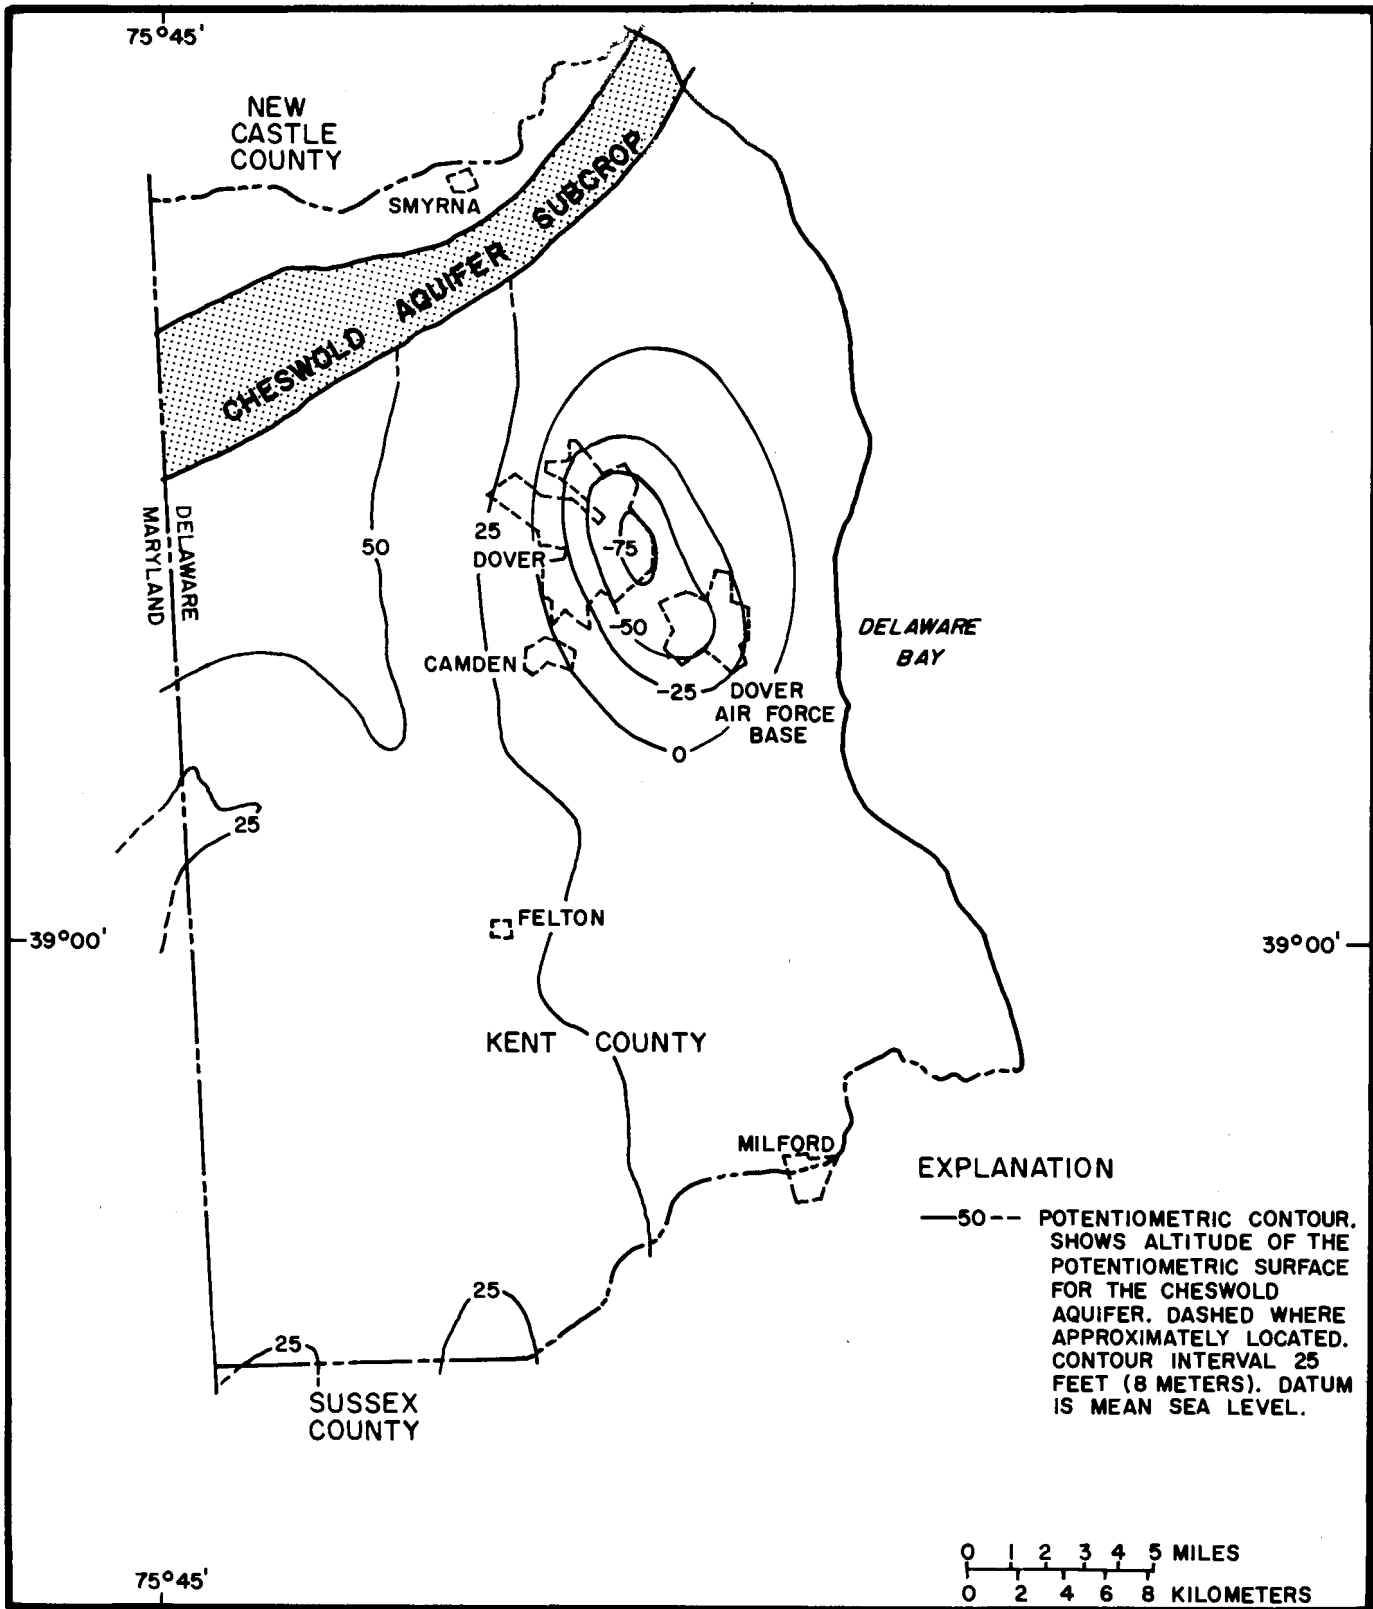 75°45'
NEW
CASTLE
COUNTY
SMYRNA
CHESWOLD AQUIFER SUBCROP
DELAWARE
MARYLAND
50
25
DOVER
-75
-50
CAMDEN
-25
DOVER
AIR FORCE
BASE
0
DELAWARE
BAY
25
FELTON
39°00'
39°00'
KENT COUNTY
MILFORD
25
25
SUSSEX
COUNTY
EXPLANATION
—50-- POTENTIOMETRIC CONTOUR.
SHOWS ALTITUDE OF THE
POTENTIOMETRIC SURFACE
FOR THE CHESWOLD
AQUIFER. DASHED WHERE
APPROXIMATELY LOCATED.
CONTOUR INTERVAL 25
FEET (8 METERS). DATUM
IS MEAN SEA LEVEL.
75°45'
0 1 2 3 4 5 MILES
0 2 4 6 8 KILOMETERS